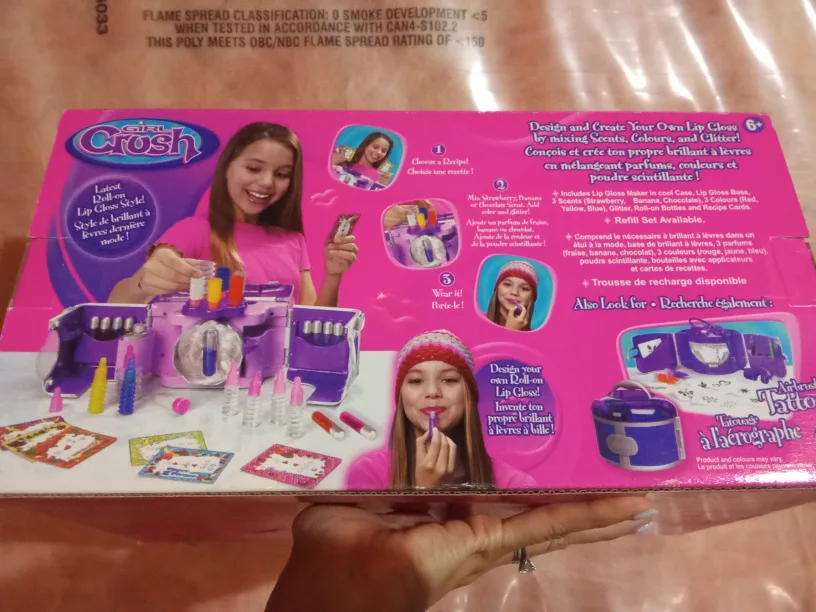 4033
FLAME SPREAD CLASSIFICATION: 0 SMOKE DEVELOPMENT <5
WHEN TESTED IN ACCORDANCE WITH CAN4-S102.2
THIS POLY MEETS OBC/NBC FLAME SPREAD RATING OF <150
GiRL
Crush
Latest
Roll-on
Lip Gloss Style!
Style de brillant à
lèvres dernière
mode !
1
Choose a Recipe!
Choisis une recette !
2
Mix Strawberry, Banana
or Chocolate Scent. Add
color and glitter!
Ajoute un parfum de fraise,
banane ou chocolat.
Ajoute de la couleur et
de la poudre scintillante !
3
Wear it!
Porte-le !
Design your
own Roll-on
Lip Gloss!
Invente ton
propre brillant
à lèvres à bille !
Design and Create Your Own Lip Gloss
by mixing Scents, Colours, and Glitter!
6+
Conçois et crée ton propre brillant à lèvres
en mélangeant parfums, couleurs et
poudre scintillante !
Includes Lip Gloss Maker in cool Case, Lip Gloss Base,
3 Scents (Strawberry, Banana, Chocolate), 3 Colours (Red,
Yellow, Blue), Glitter, Roll-on Bottles and Recipe Cards.
Refill Set Available.
Comprend le nécessaire à brillant à lèvres dans un
étui à la mode, base de brillant à lèvres, 3 parfums
(fraise, banane, chocolat), 3 couleurs (rouge, jaune, bleu),
poudre scintillante, bouteilles avec applicateurs
et cartes de recettes.
Trousse de recharge disponible
Also Look for • Recherche également :
Airbrush
Tattoo
Tatouage
à l'aérographe
Product and colours may vary.
Le produit et les couleurs peuvent varier